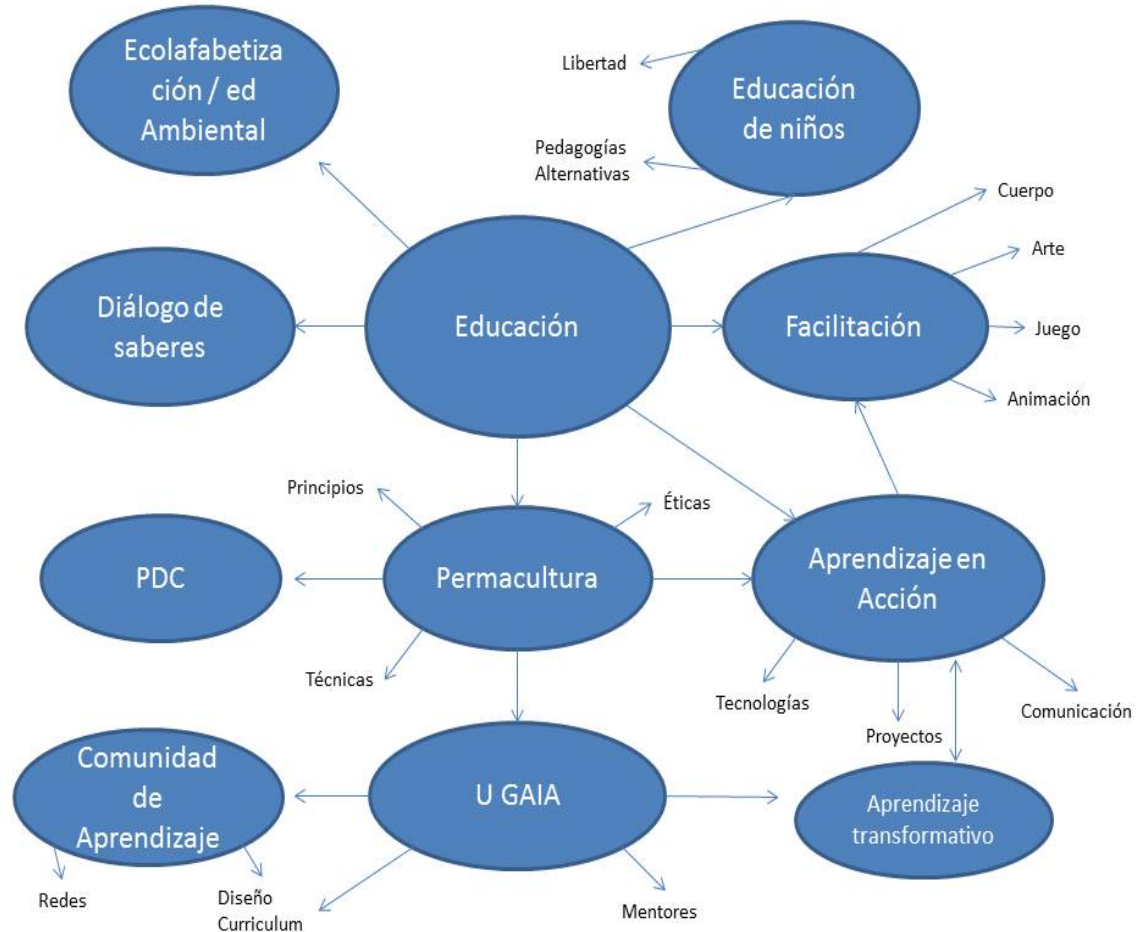 Ecolafabetiza
ción / ed
Ambiental
Libertad
Educación
de niños
Pedagogías
Alternativas
Cuerpo
Arte
Diálogo de
saberes
Educación
Facilitación
Juego
Animación
Principios
Éticas
PDC
Permacultura
Aprendizaje en
Acción
Técnicas
Tecnologías
Proyectos
Comunicación
Comunidad
de
Aprendizaje
U GAIA
Aprendizaje
transformativo
Redes
Diseño
Curriculum
Mentores